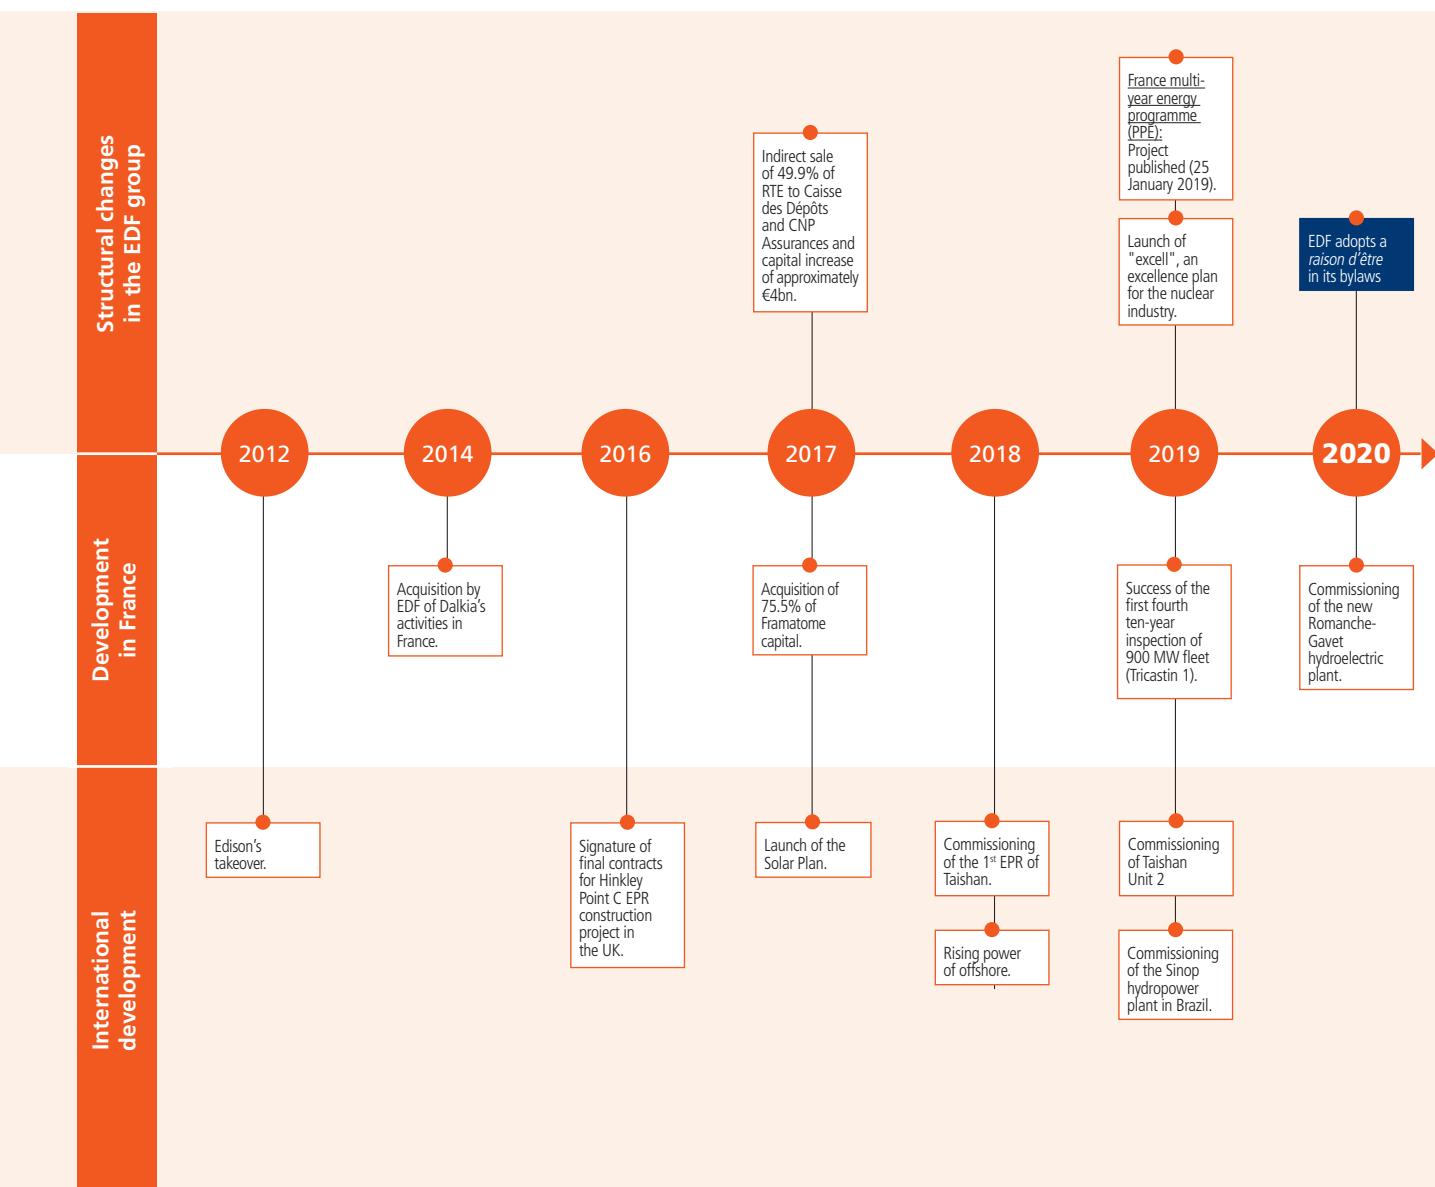 Structural changes
in the EDF group
Indirect sale
of 49.9% of
RTE to Caisse
des Dépôts
and CNP
Assurances and
capital increase
of approximately
€4bn.
France multi-
year energy
programme
(PPE):
Project
published (25
January 2019).
Launch of
"excell", an
excellence plan
for the nuclear
industry.
EDF adopts a
raison d'être
in its bylaws
2012
2014
2016
2017
2018
2019
2020
Development
in France
Acquisition by
EDF of Dalkia's
activities in
France.
Acquisition of
75.5% of
Framatome
capital.
Success of the
first fourth
ten-year
inspection of
900 MW fleet
(Tricastin 1).
Commissioning
of the new
Romanche-
Gavet
hydroelectric
plant.
International
development
Edison's
takeover.
Signature of
final contracts
for Hinkley
Point C EPR
construction
project in
the UK.
Launch of the
Solar Plan.
Commissioning
of the 1st EPR of
Taishan.
Rising power
of offshore.
Commissioning
of Taishan
Unit 2
Commissioning
of the Sinop
hydropower
plant in Brazil.